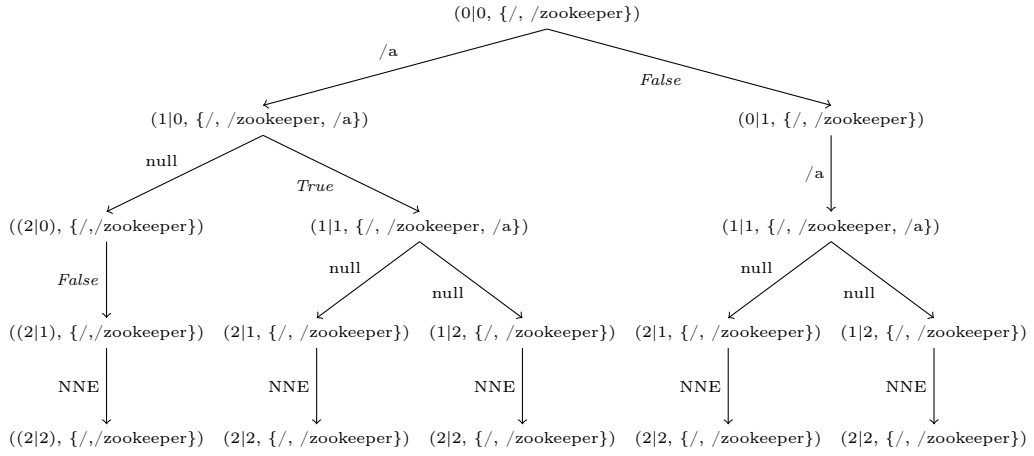 (0|0, {/, /zookeeper})
/a
False
(1|0, {/, /zookeeper, /a})
(0|1, {/, /zookeeper})
null
True
/a
((2|0), {/,/zookeeper})
(1|1, {/, /zookeeper, /a})
(1|1, {/, /zookeeper, /a})
False
null
null
null
null
((2|1), {/,/zookeeper})
(2|1, {/, /zookeeper})
(1|2, {/, /zookeeper})
(2|1, {/, /zookeeper})
(1|2, {/, /zookeeper})
NNE
NNE
NNE
NNE
NNE
((2|2), {/,/zookeeper})
(2|2, {/, /zookeeper})
(2|2, {/, /zookeeper})
(2|2, {/, /zookeeper})
(2|2, {/, /zookeeper})